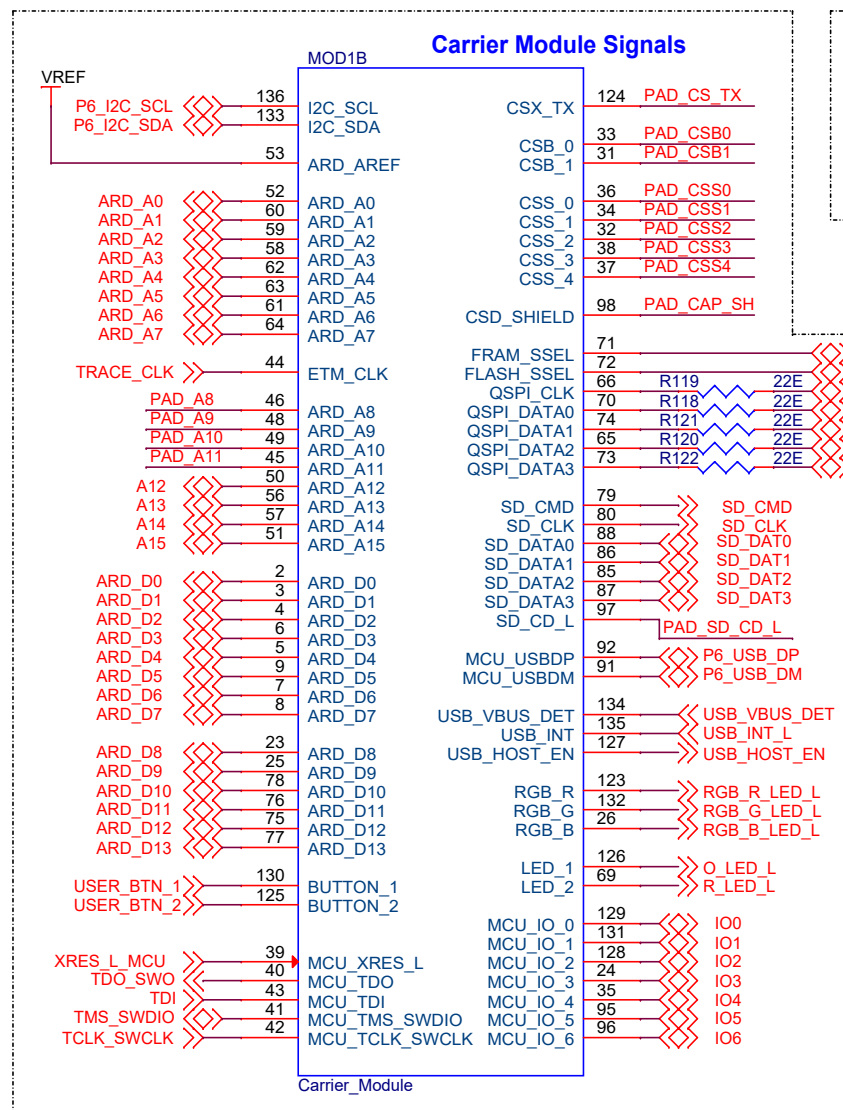 Carrier Module Signals
MOD1B
VREF
P6_I2C_SCL 136 I2C_SCL
P6_I2C_SDA 133 I2C_SDA
53 ARD_AREF
ARD_A0 52 ARD_A0
ARD_A1 60 ARD_A1
ARD_A2 59 ARD_A2
ARD_A3 58 ARD_A3
ARD_A4 62 ARD_A4
ARD_A5 63 ARD_A5
ARD_A6 61 ARD_A6
ARD_A7 64 ARD_A7
TRACE_CLK 44 ETM_CLK
PAD_A8 46 ARD_A8
PAD_A9 48 ARD_A9
PAD_A10 49 ARD_A10
PAD_A11 45 ARD_A11
A12 50 ARD_A12
A13 56 ARD_A13
A14 57 ARD_A14
A15 51 ARD_A15
ARD_D0 2 ARD_D0
ARD_D1 3 ARD_D1
ARD_D2 4 ARD_D2
ARD_D3 6 ARD_D3
ARD_D4 5 ARD_D4
ARD_D5 9 ARD_D5
ARD_D6 7 ARD_D6
ARD_D7 8 ARD_D7
ARD_D8 23 ARD_D8
ARD_D9 25 ARD_D9
ARD_D10 78 ARD_D10
ARD_D11 76 ARD_D11
ARD_D12 75 ARD_D12
ARD_D13 77 ARD_D13
USER_BTN_1 130 BUTTON_1
USER_BTN_2 125 BUTTON_2
XRES_L_MCU 39 MCU_XRES_L
TDO_SWO 40 MCU_TDO
TDI 43 MCU_TDI
TMS_SWDIO 41 MCU_TMS_SWDIO
TCLK_SWCLK 42 MCU_TCLK_SWCLK
CSX_TX 124 PAD_CS_TX
CSB_0 33 PAD_CSB0
CSB_1 31 PAD_CSB1
CSS_0 36 PAD_CSS0
CSS_1 34 PAD_CSS1
CSS_2 32 PAD_CSS2
CSS_3 38 PAD_CSS3
CSS_4 37 PAD_CSS4
CSD_SHIELD 98 PAD_CAP_SH
FRAM_SSEL 71
FLASH_SSEL 72
QSPI_CLK 66 R119 22E
QSPI_DATA0 70 R118 22E
QSPI_DATA1 74 R121 22E
QSPI_DATA2 65 R120 22E
QSPI_DATA3 73 R122 22E
SD_CMD 79 SD_CMD
SD_CLK 80 SD_CLK
SD_DATA0 88 SD_DAT0
SD_DATA1 86 SD_DAT1
SD_DATA2 85 SD_DAT2
SD_DATA3 87 SD_DAT3
SD_CD_L 97 PAD_SD_CD_L
MCU_USBDP 92 P6_USB_DP
MCU_USBDM 91 P6_USB_DM
USB_VBUS_DET 134 USB_VBUS_DET
USB_INT 135 USB_INT_L
USB_HOST_EN 127 USB_HOST_EN
RGB_R 123 RGB_R_LED_L
RGB_G 132 RGB_G_LED_L
RGB_B 26 RGB_B_LED_L
LED_1 126 O_LED_L
LED_2 69 R_LED_L
MCU_IO_0 129 IO0
MCU_IO_1 131 IO1
MCU_IO_2 128 IO2
MCU_IO_3 24 IO3
MCU_IO_4 35 IO4
MCU_IO_5 95 IO5
MCU_IO_6 96 IO6
Carrier_Module